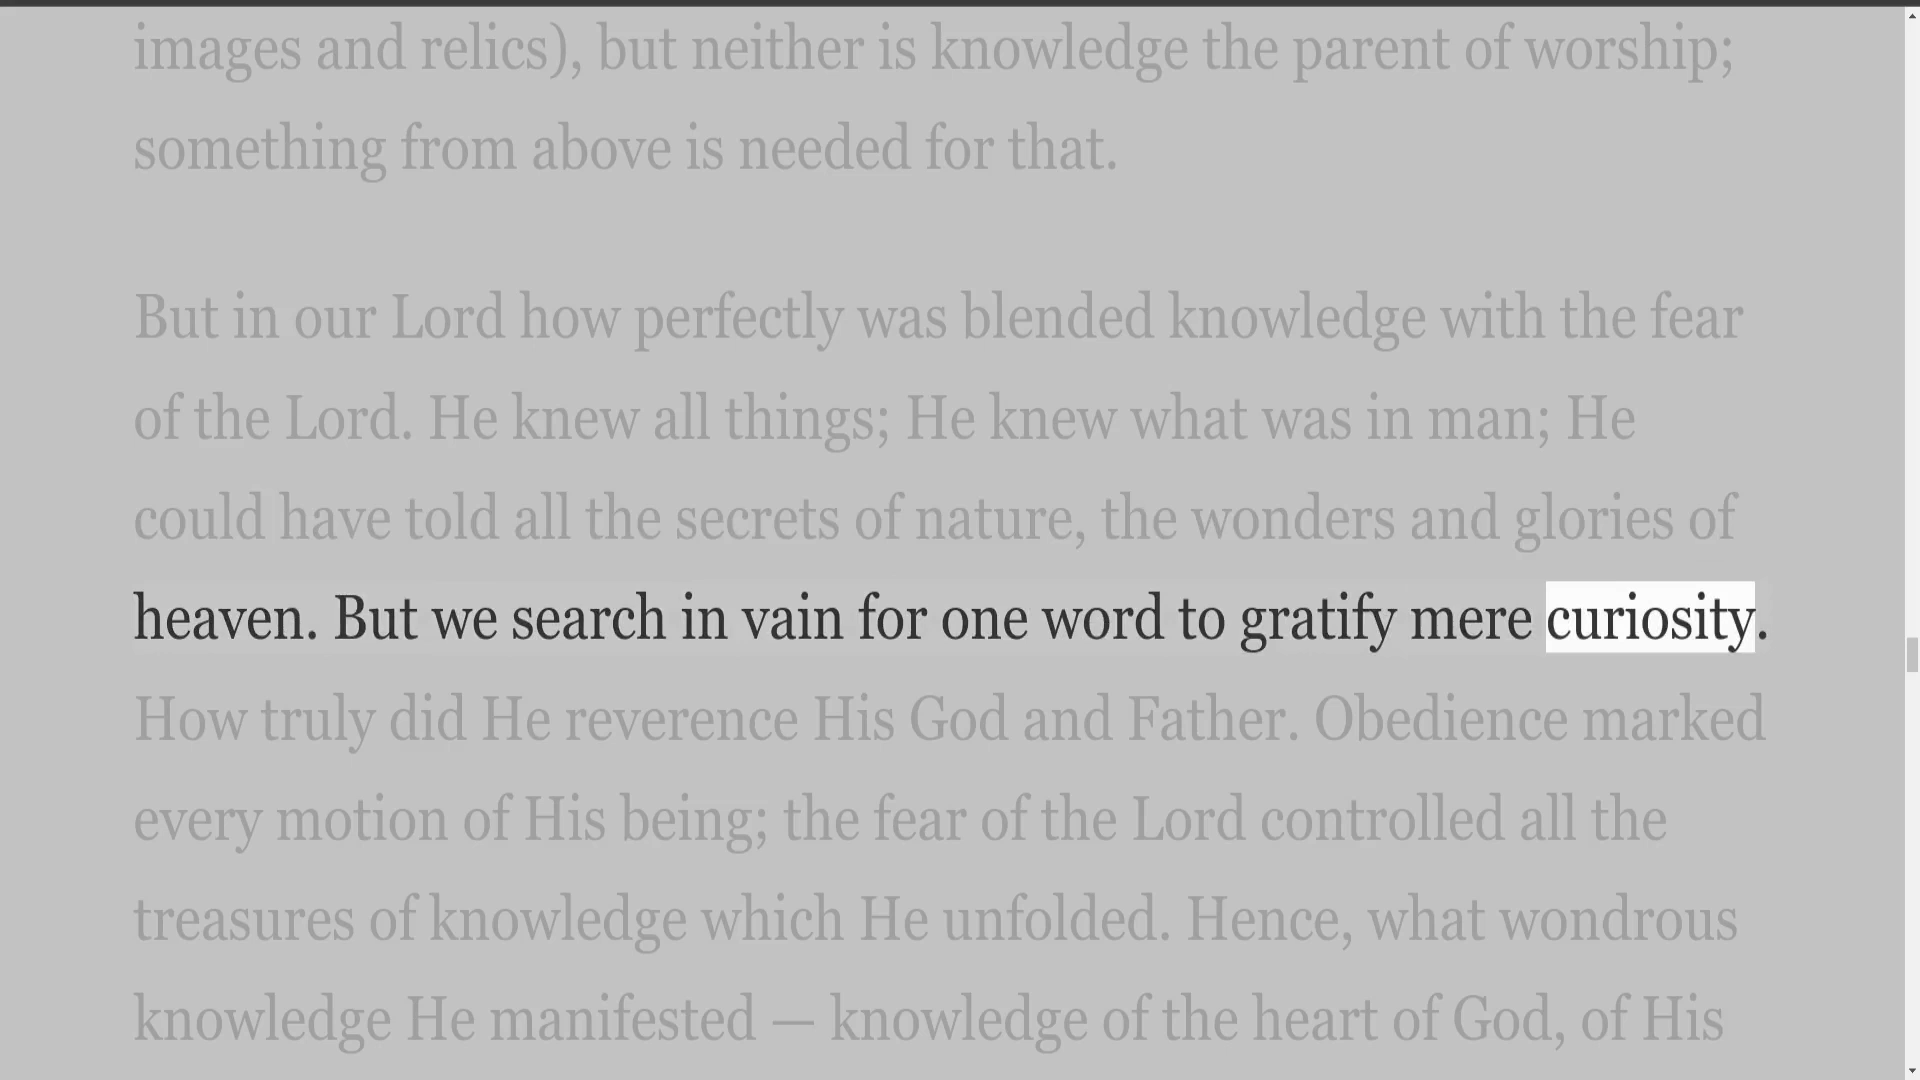 images and relics), but neither is knowledge the parent of worship;
something from above is needed for that.
But in our Lord how perfectly was blended knowledge with the fear
of the Lord. He knew all things; He knew what was in man; He
could have told all the secrets of nature, the wonders and glories of
heaven. But we search in vain for one word to gratify mere curiosity.
How truly did He reverence His God and Father. Obedience marked
every motion of His being; the fear of the Lord controlled all the
treasures of knowledge which He unfolded. Hence, what wondrous
knowledge He manifested — knowledge of the heart of God, of His